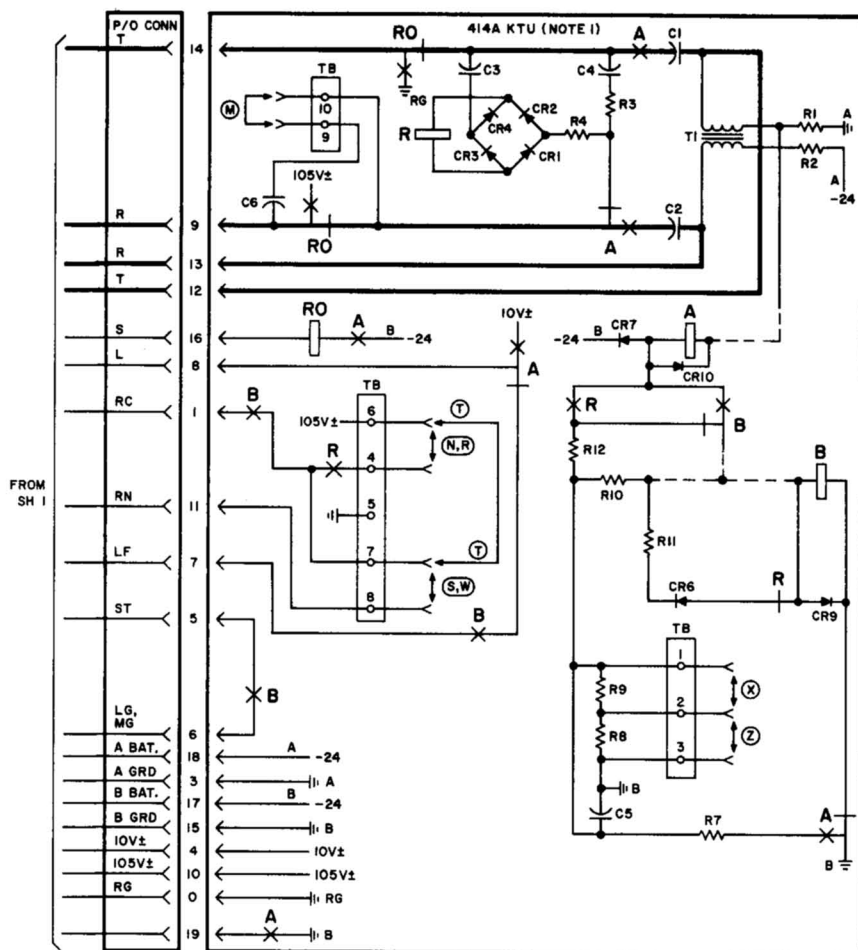 P/O CONN
414A KTU (NOTE 1)
T 14
RO
A
C1
TB
10
9
M
C3
C4
RG
R3
R
CR2
CR4
CR3
CR1
R4
T1
R1
A
R2
A
-24
105V±
C6
R 9
RO
A
C2
R 13
T 12
S 16
RO
A
B
-24
10V±
L 8
A
-24
B
CR7
A
CR10
RC 1
B
TB
105V±
6
T
R
4
N,R
5
7
T
8
S,W
R
B
R12
R10
B
R11
CR6
R
CR9
FROM
SH 1
RN 11
LF 7
B
ST 5
B
TB
1
X
R9
2
Z
R8
3
B
C5
R7
A
B
LG,
MG 6
A BAT. 18 A -24
A GRD 3 A
B BAT. 17 B -24
B GRD 15 B
10V± 4 10V±
105V± 10 105V±
RG 0 RG
19 A B